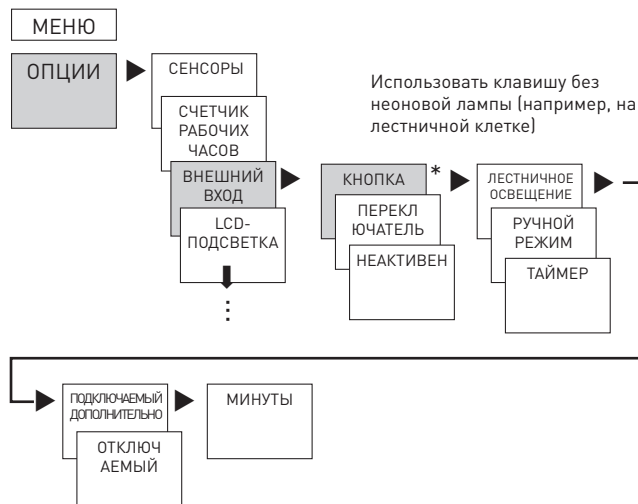 МЕНЮ
ОПЦИИ
СЕНСОРЫ
СЧЕТЧИК
РАБОЧИХ
ЧАСОВ
ВНЕШНИЙ
ВХОД
LCD-
ПОДСВЕТКА
Использовать клавишу без
неоновой лампы (например, на
лестничной клетке)
КНОПКА
*
ПЕРЕКЛ
ЮЧАТЕЛЬ
НЕАКТИВЕН
ЛЕСТНИЧНОЕ
ОСВЕЩЕНИЕ
РУЧНОЙ
РЕЖИМ
ТАЙМЕР
ПОДКЛЮЧАЕМЫЙ
ДОПОЛНИТЕЛЬНО
ОТКЛЮЧ
АЕМЫЙ
МИНУТЫ